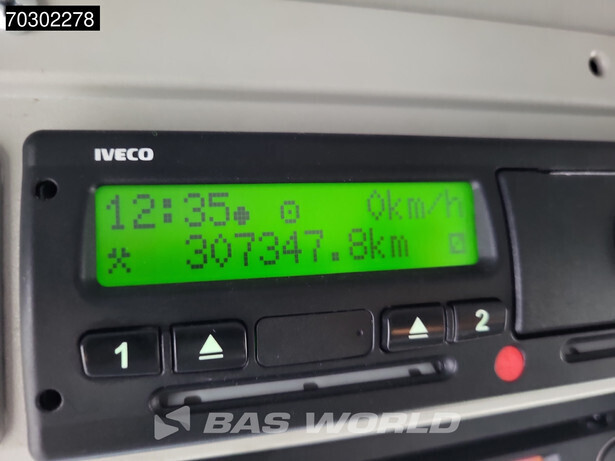 70302278
IVECO
12:35 0km/h
307347.8km
1 2
BAS WORLD